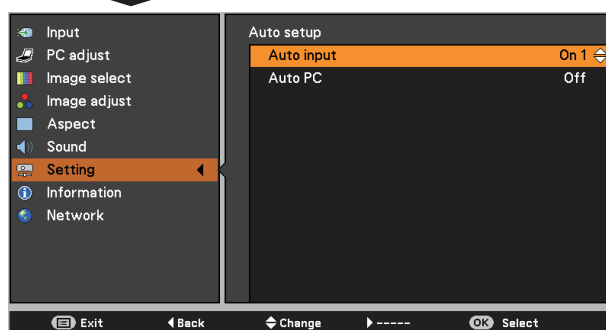 Input
PC adjust
Image select
Image adjust
Aspect
Sound
Setting
Information
Network
Auto setup
Auto input On 1
Auto PC Off
Exit Back Change ----- OK Select